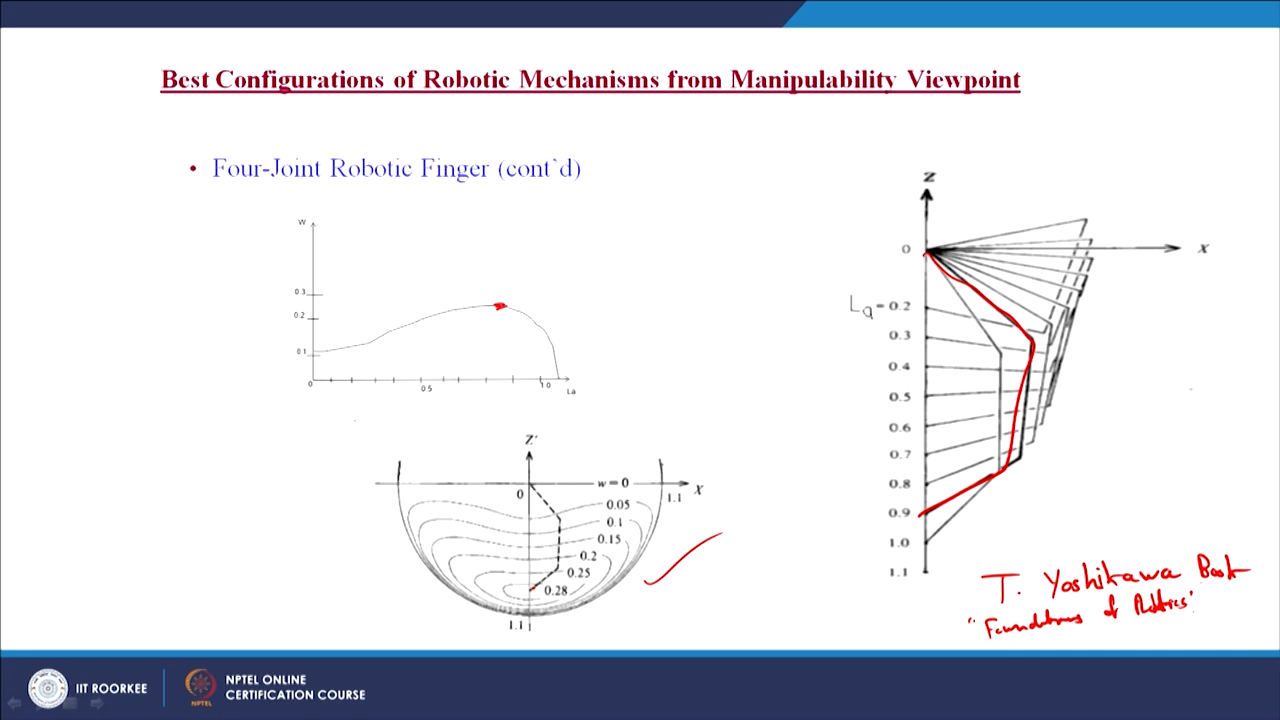 Best Configurations of Robotic Mechanisms from Manipulability Viewpoint
• Four-Joint Robotic Finger (cont`d)
W
0.3
0.2
0.1
0
0.5
1.0
La
Z
0
X
La=0.2
0.3
0.4
0.5
0.6
0.7
0.8
0.9
1.0
1.1
Z'
0
w=0
X
1.1
0.05
0.1
0.15
0.2
0.25
0.28
1.1
T. Yoshikawa Book
"Foundations of Robotics"
IIT ROORKEE
NPTEL
NPTEL ONLINE
CERTIFICATION COURSE